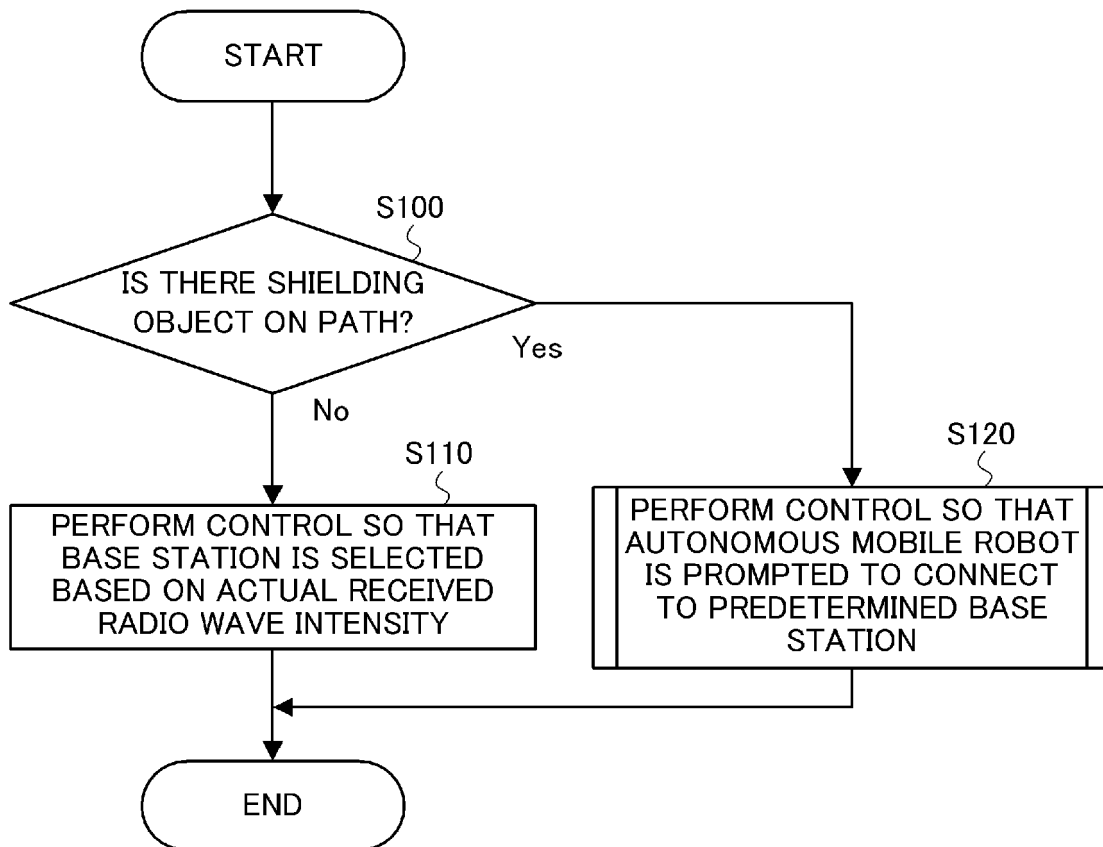 START
S100
IS THERE SHIELDING
OBJECT ON PATH?
Yes
No
S110
PERFORM CONTROL SO THAT
BASE STATION IS SELECTED
BASED ON ACTUAL RECEIVED
RADIO WAVE INTENSITY
S120
PERFORM CONTROL SO THAT
AUTONOMOUS MOBILE ROBOT
IS PROMPTED TO CONNECT
TO PREDETERMINED BASE
STATION
END